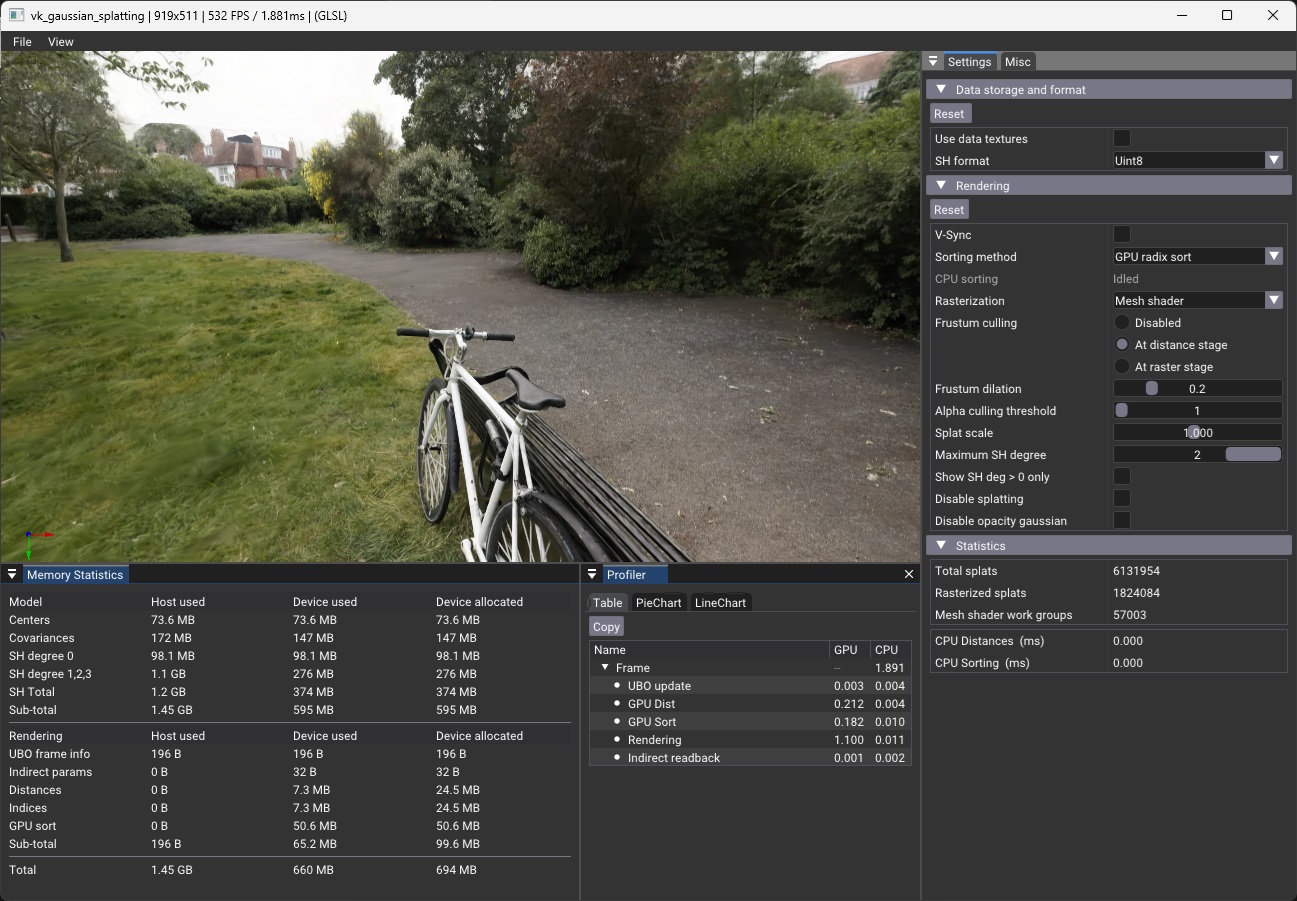 vk_gaussian_splatting | 919x511 | 532 FPS / 1.881ms | (GLSL)
File View
Settings Misc
Data storage and format
Reset
Use data textures
SH format Uint8
Rendering
Reset
V-Sync
Sorting method GPU radix sort
CPU sorting Idled
Rasterization Mesh shader
Frustum culling Disabled
At distance stage
At raster stage
Frustum dilation 0.2
Alpha culling threshold 1
Splat scale 1.000
Maximum SH degree 2
Show SH deg > 0 only
Disable splatting
Disable opacity gaussian
Statistics
Total splats 6131954
Rasterized splats 1824084
Mesh shader work groups 57003
CPU Distances (ms) 0.000
CPU Sorting (ms) 0.000
Memory Statistics
Model Host used Device used Device allocated
Centers 73.6 MB 73.6 MB 73.6 MB
Covariances 172 MB 147 MB 147 MB
SH degree 0 98.1 MB 98.1 MB 98.1 MB
SH degree 1,2,3 1.1 GB 276 MB 276 MB
SH Total 1.2 GB 374 MB 374 MB
Sub-total 1.45 GB 595 MB 595 MB
Rendering Host used Device used Device allocated
UBO frame info 196 B 196 B 196 B
Indirect params 0 B 32 B 32 B
Distances 0 B 7.3 MB 24.5 MB
Indices 0 B 7.3 MB 24.5 MB
GPU sort 0 B 50.6 MB 50.6 MB
Sub-total 196 B 65.2 MB 99.6 MB
Total 1.45 GB 660 MB 694 MB
Profiler
Table PieChart LineChart
Copy
Name GPU CPU
Frame -- 1.891
UBO update 0.003 0.004
GPU Dist 0.212 0.004
GPU Sort 0.182 0.010
Rendering 1.100 0.011
Indirect readback 0.001 0.002